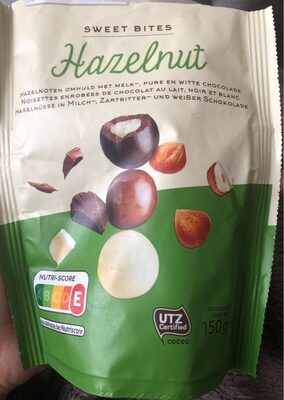 SWEET BITES
Hazelnut
HAZELNOTEN OMHULD MET MELK-, PURE EN WITTE CHOCOLADE
NOISETTES ENROBÉES DE CHOCOLAT AU LAIT, NOIR ET BLANC
HASELNÜSSE IN MILCH-, ZARTBITTER- UND WEIßER SCHOKOLADE
NUTRI-SCORE
A B C D E
UTZ
Certified
cocoa
150g